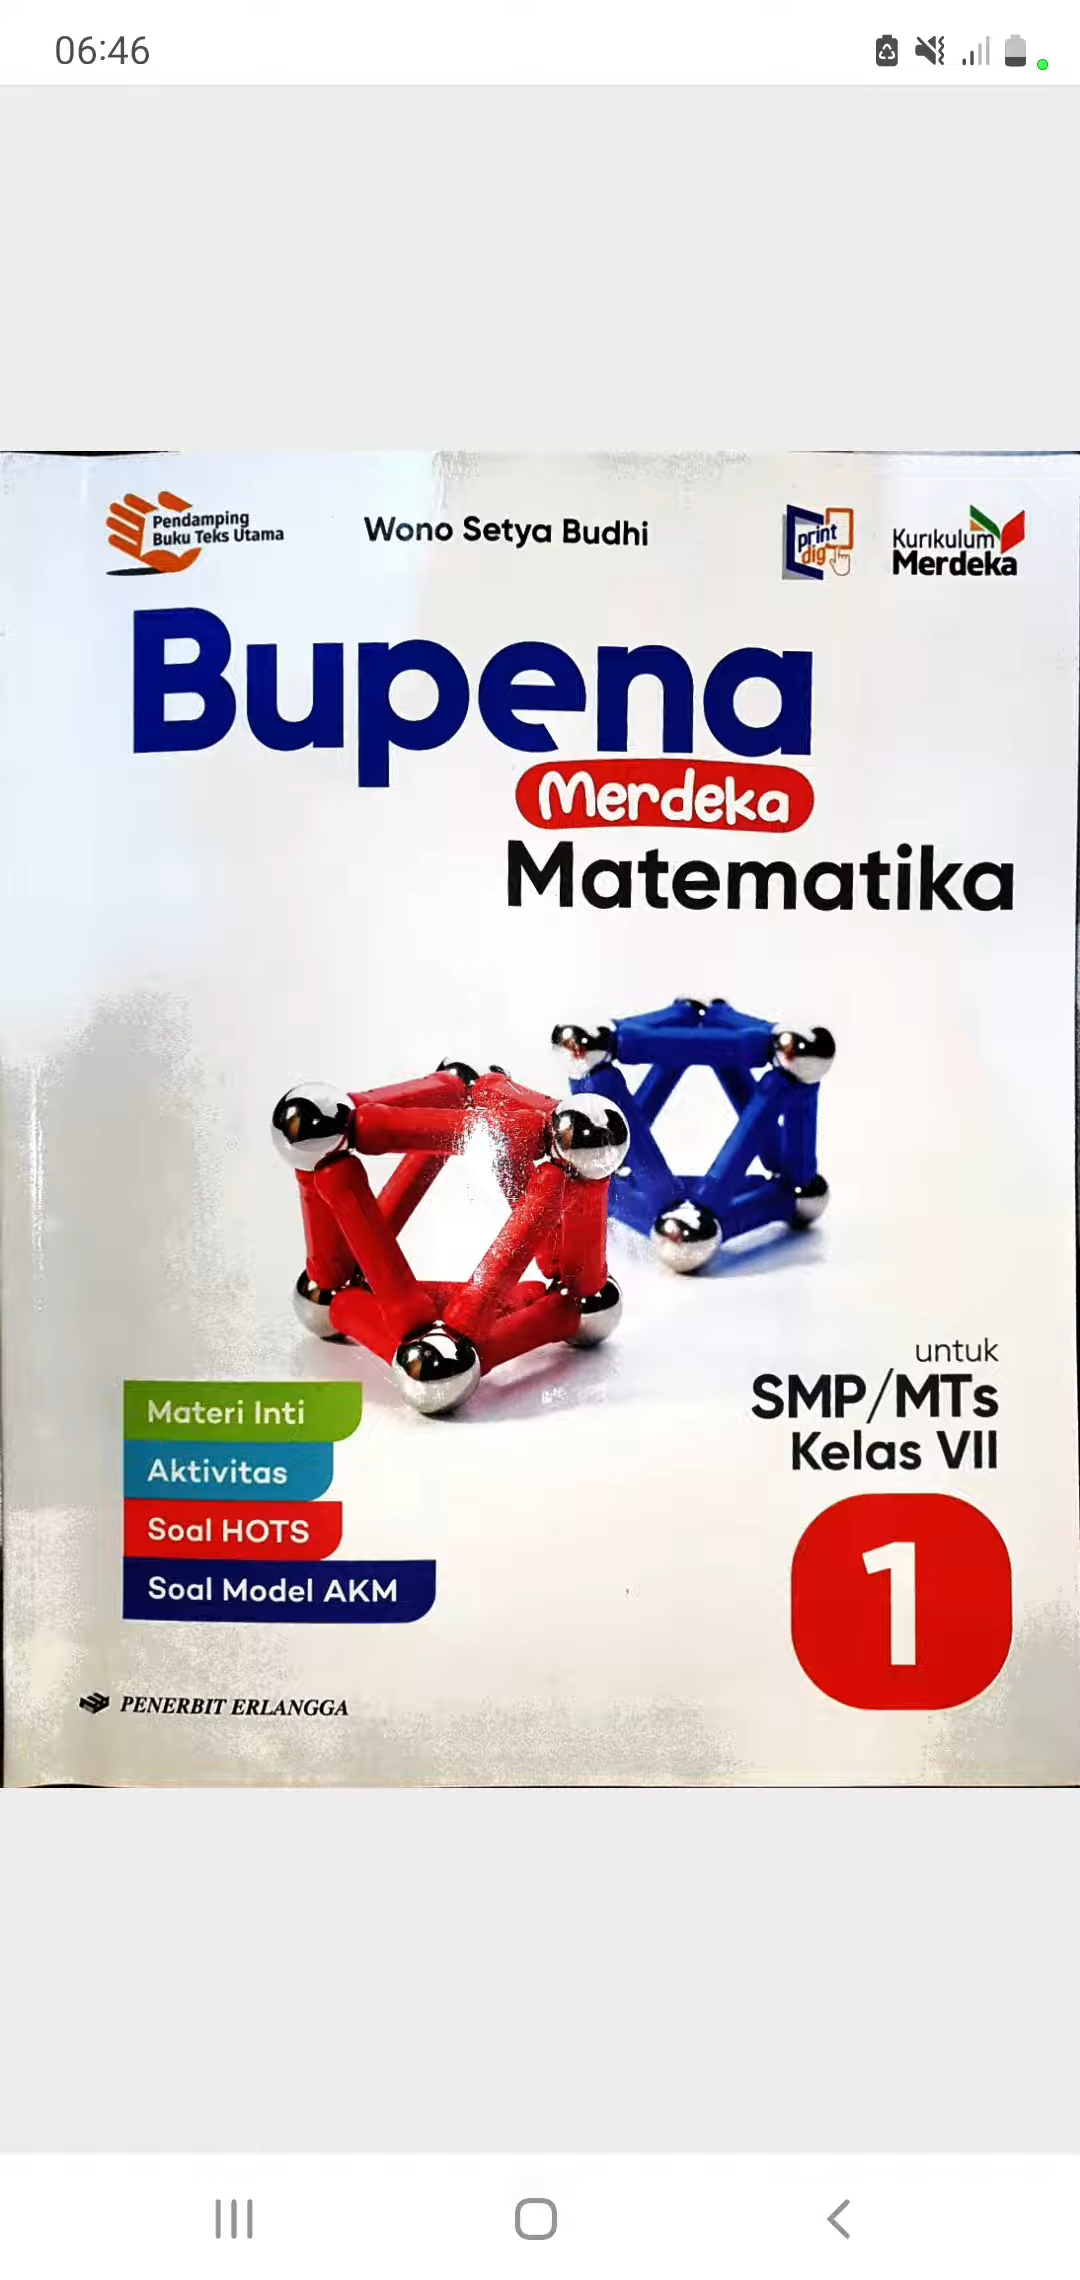 06:46
Pendamping
Buku Teks Utama
Wono Setya Budhi
print
dig
Kurikulum
Merdeka
Bupena
Merdeka
Matematika
untuk
SMP/MTs
Kelas VII
1
Materi Inti
Aktivitas
Soal HOTS
Soal Model AKM
PENERBIT ERLANGGA